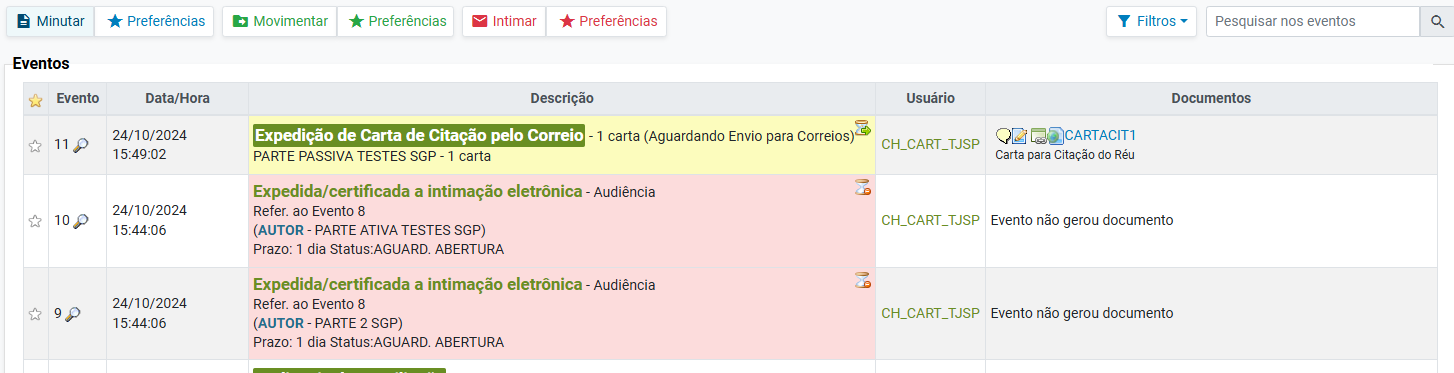 Minutar Preferências Movimentar Preferências Intimar Preferências Filtros Pesquisar nos eventos
Eventos
Evento Data/Hora Descrição Usuário Documentos
11 24/10/2024 15:49:02
Expedição de Carta de Citação pelo Correio - 1 carta (Aguardando Envio para Correios)
PARTE PASSIVA TESTES SGP - 1 carta
CH_CART_TJSP
CARTACIT1
Carta para Citação do Réu
10 24/10/2024 15:44:06
Expedida/certificada a intimação eletrônica - Audiência
Refer. ao Evento 8
(AUTOR - PARTE ATIVA TESTES SGP)
Prazo: 1 dia Status:AGUARD. ABERTURA
CH_CART_TJSP
Evento não gerou documento
9 24/10/2024 15:44:06
Expedida/certificada a intimação eletrônica - Audiência
Refer. ao Evento 8
(AUTOR - PARTE 2 SGP)
Prazo: 1 dia Status:AGUARD. ABERTURA
CH_CART_TJSP
Evento não gerou documento